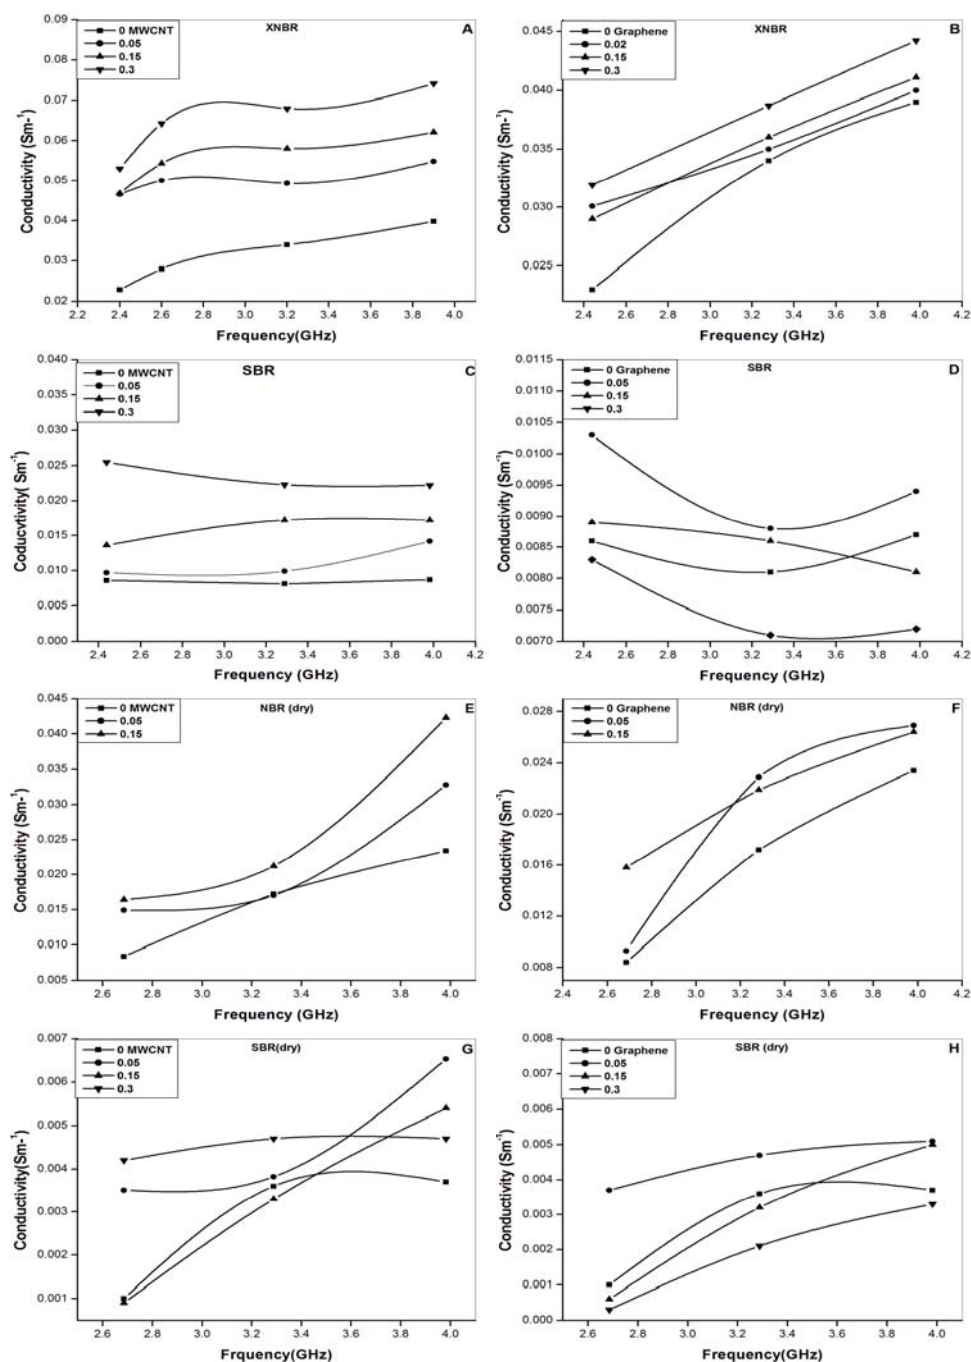 XNBR
A
0 MWCNT
0.05
0.15
0.3
0.09
0.08
0.07
0.06
0.05
0.04
0.03
0.02
Conductivity (Sm-¹)
2.2 2.4 2.6 2.8 3.0 3.2 3.4 3.6 3.8 4.0
Frequency(GHz)
XNBR
B
0 Graphene
0.02
0.15
0.3
0.045
0.040
0.035
0.030
0.025
Conductivity (Sm⁻¹)
2.4 2.6 2.8 3.0 3.2 3.4 3.6 3.8 4.0 4.2
Frequency (GHz)
SBR
C
0 MWCNT
0.05
0.15
0.3
0.040
0.035
0.030
0.025
0.020
0.015
0.010
0.005
0.000
Coducvtivity( Sm⁻¹)
2.4 2.6 2.8 3.0 3.2 3.4 3.6 3.8 4.0 4.2
Frequency (GHz)
SBR
D
0 Graphene
0.05
0.15
0.3
0.0115
0.0110
0.0105
0.0100
0.0095
0.0090
0.0085
0.0080
0.0075
0.0070
Conductivity (Sm⁻¹)
2.4 2.6 2.8 3.0 3.2 3.4 3.6 3.8 4.0 4.2
Frequency (GHz)
NBR (dry)
E
0 MWCNT
0.05
0.15
0.045
0.040
0.035
0.030
0.025
0.020
0.015
0.010
0.005
Conductivity (Sm-¹)
2.6 2.8 3.0 3.2 3.4 3.6 3.8 4.0
Frequency (GHz)
NBR (dry)
F
0 Graphene
0.05
0.15
0.028
0.024
0.020
0.016
0.012
0.008
Conductivity (Sm⁻¹)
2.4 2.6 2.8 3.0 3.2 3.4 3.6 3.8 4.0 4.2
Frequency (GHz)
SBR(dry)
G
0 MWCNT
0.05
0.15
0.3
0.007
0.006
0.005
0.004
0.003
0.002
0.001
Conductivity(Sm-¹)
2.6 2.8 3.0 3.2 3.4 3.6 3.8 4.0
Frquency(GHz)
SBR (dry)
H
0 Graphene
0.05
0.15
0.3
0.008
0.007
0.006
0.005
0.004
0.003
0.002
0.001
0.000
Conductivity (Sm⁻¹)
2.6 2.8 3.0 3.2 3.4 3.6 3.8 4.0
Frequency(GHz)